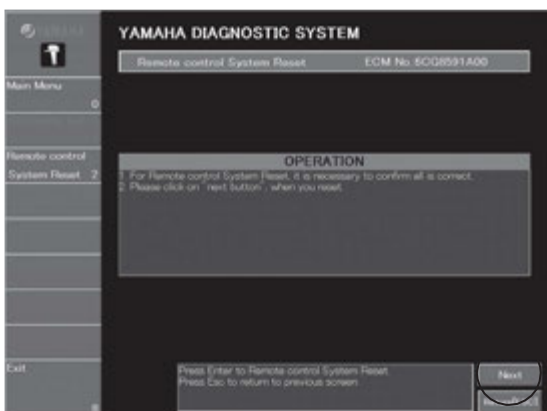 YAMAHA DIAGNOSTIC SYSTEM
Remote control System Reset ECM No.6CQ8591A00
Main Menu
0
Remote control
System Reset 2
OPERATION
1. For Remote control System Reset, it is necessary to confirm all is correct.
2. Please click on "next button", when you reset.
Exit
Press Enter to Remote control System Reset
Press Esc to return to previous screen
Next